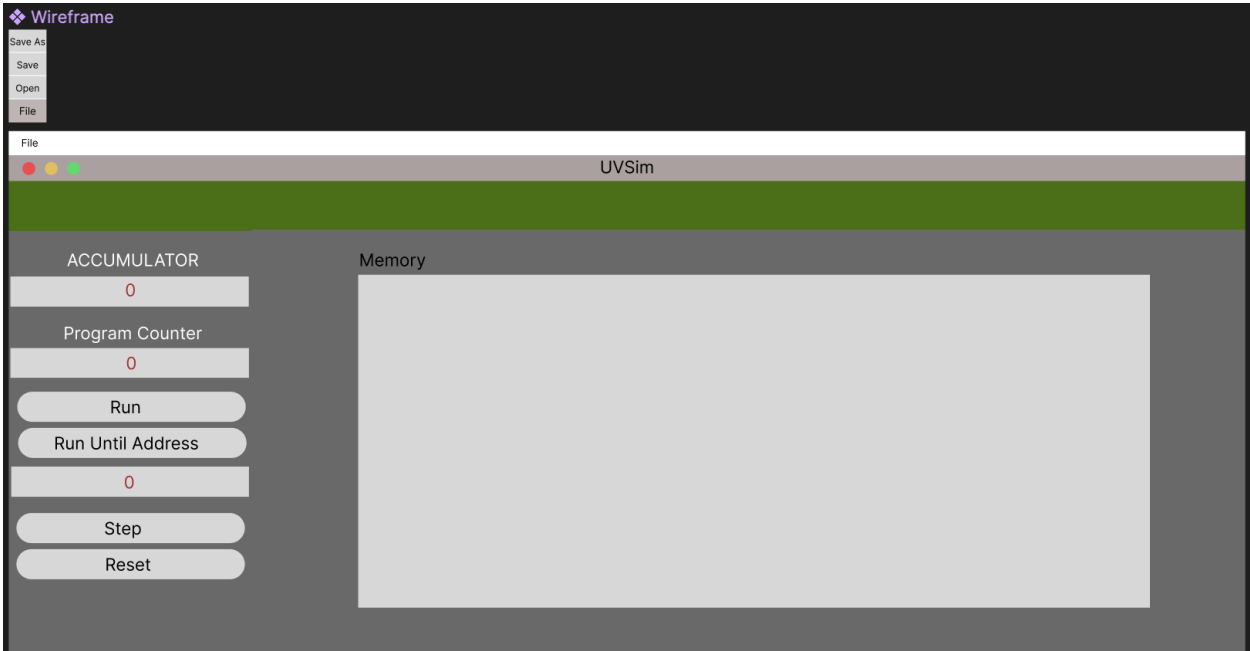 Wireframe
Save As
Save
Open
File
File
UVSim
ACCUMULATOR
0
Program Counter
0
Run
Run Until Address
0
Step
Reset
Memory